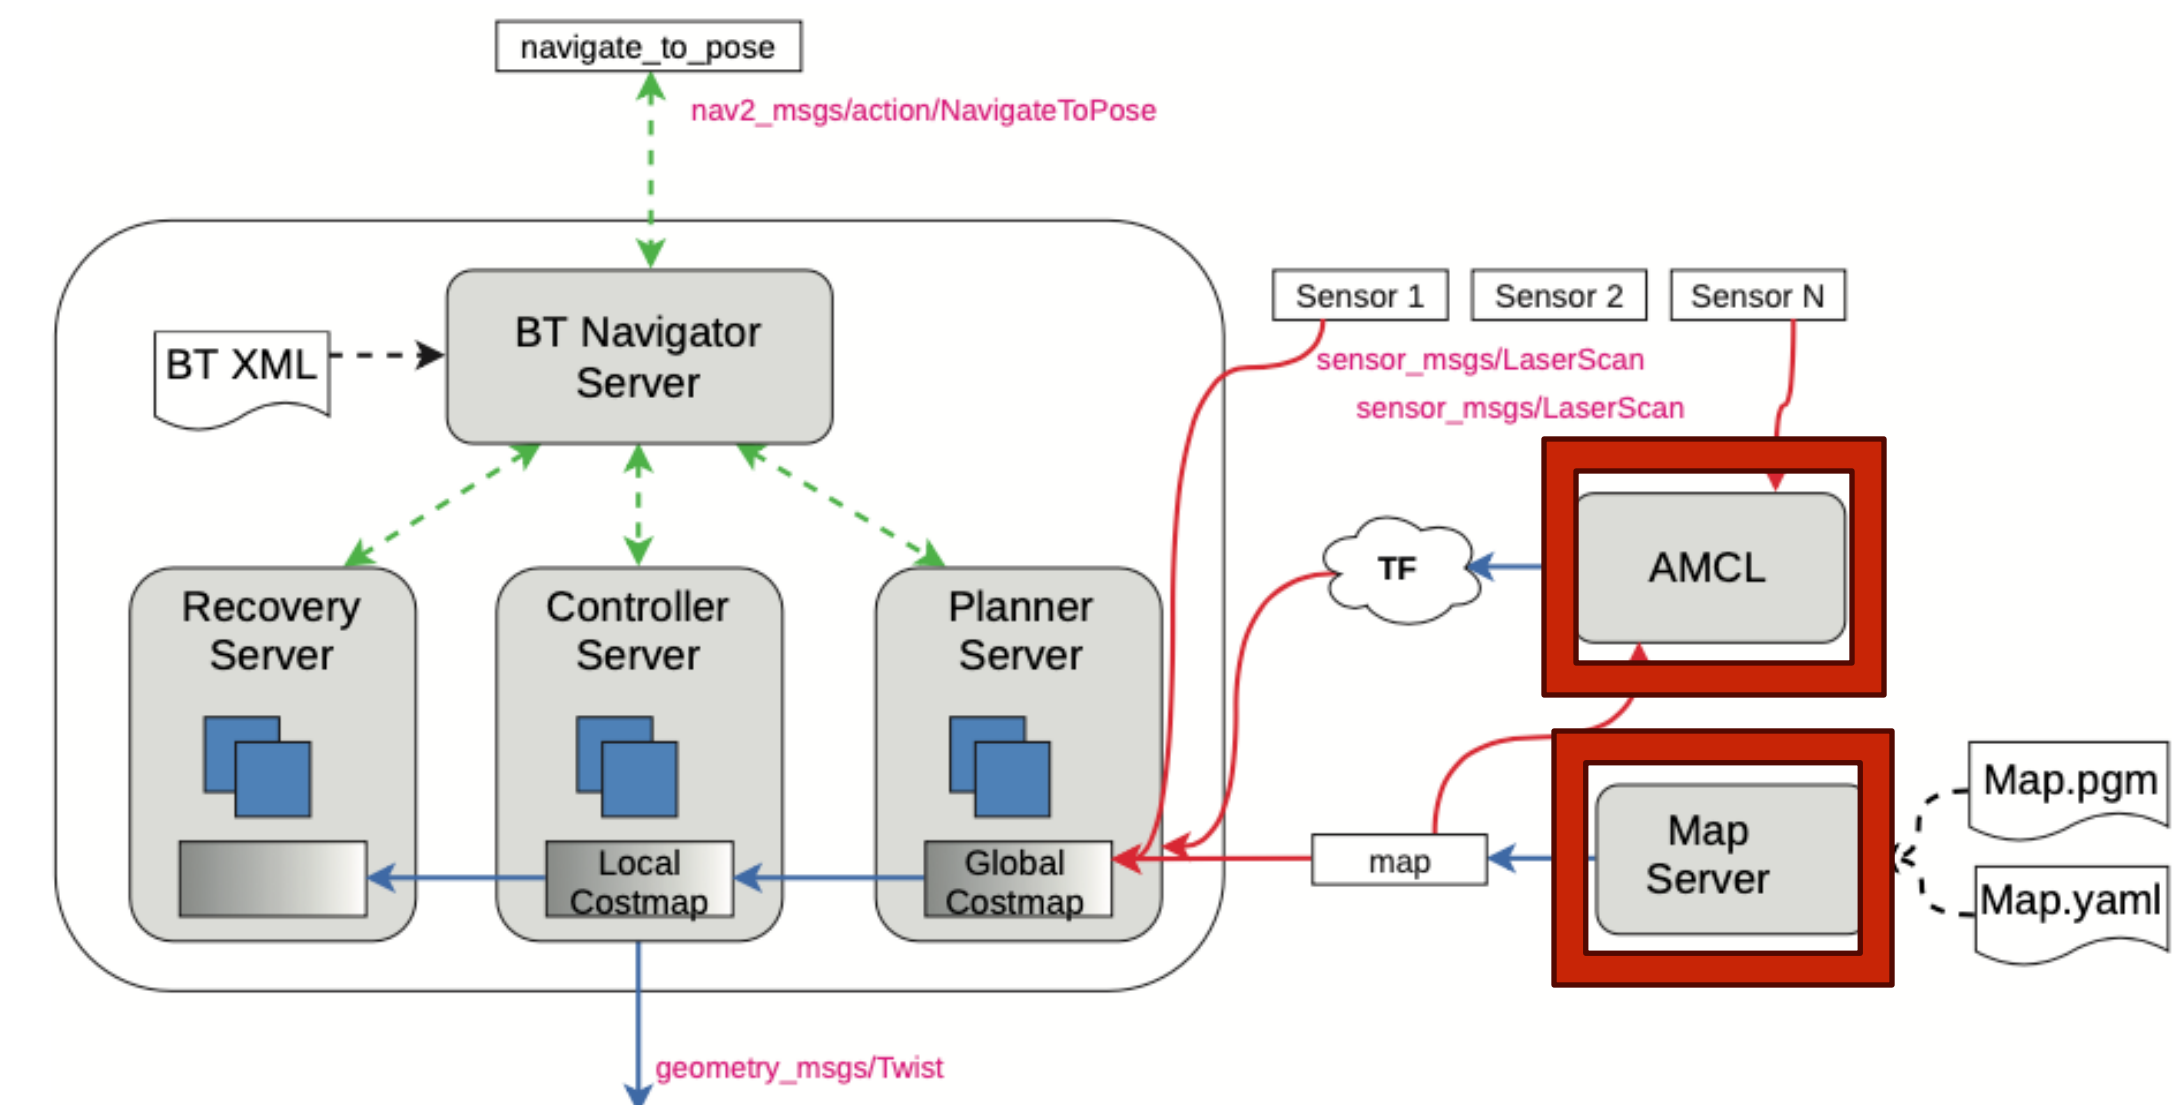 navigate_to_pose
nav2_msgs/action/NavigateToPose
BT Navigator
Server
BT XML
Sensor 1
Sensor 2
Sensor N
sensor_msgs/LaserScan
sensor_msgs/LaserScan
AMCL
TF
Recovery
Server
Controller
Server
Planner
Server
Local
Costmap
Global
Costmap
map
Map
Server
Map.pgm
Map.yaml
geometry_msgs/Twist